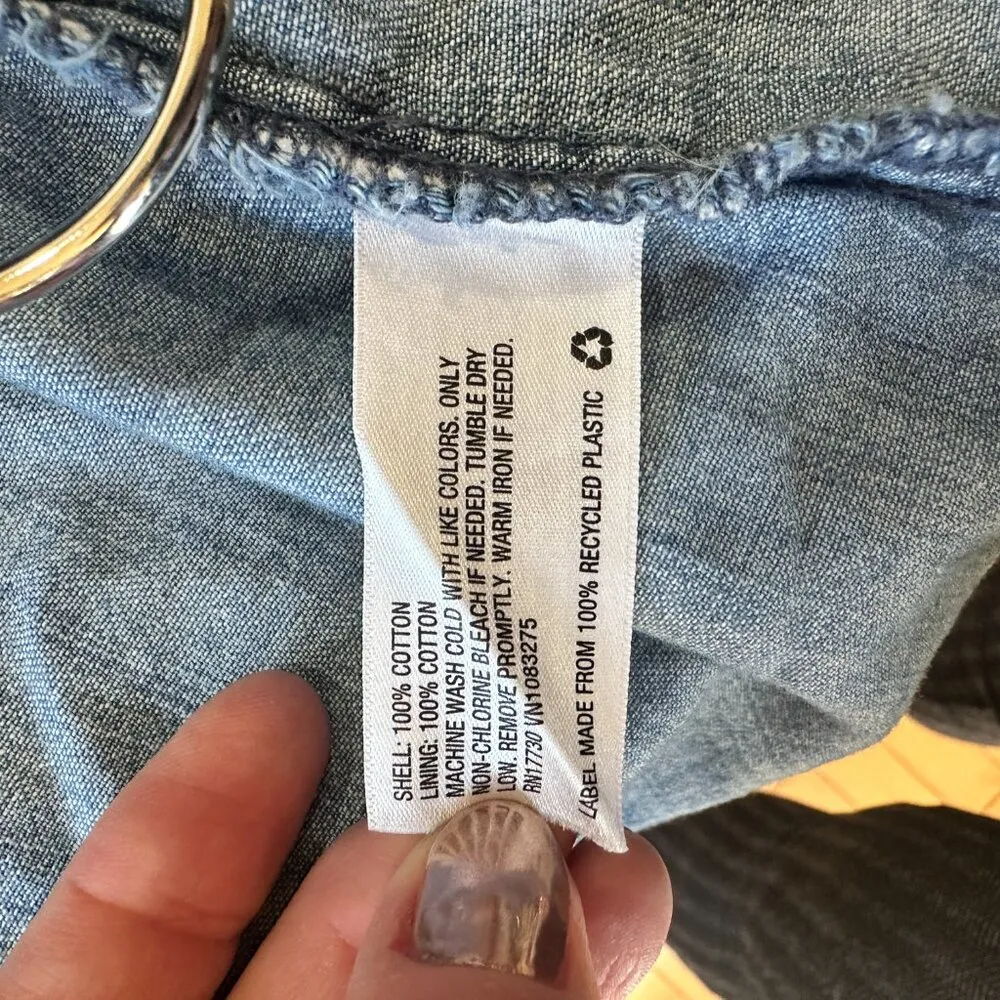 SHELL: 100% COTTON
LINING: 100% COTTON
MACHINE WASH COLD WITH LIKE COLORS. ONLY
NON-CHLORINE BLEACH IF NEEDED. TUMBLE DRY
LOW. REMOVE PROMPTLY. WARM IRON IF NEEDED.
RN17730 VN1083275
LABEL MADE FROM 100% RECYCLED PLASTIC